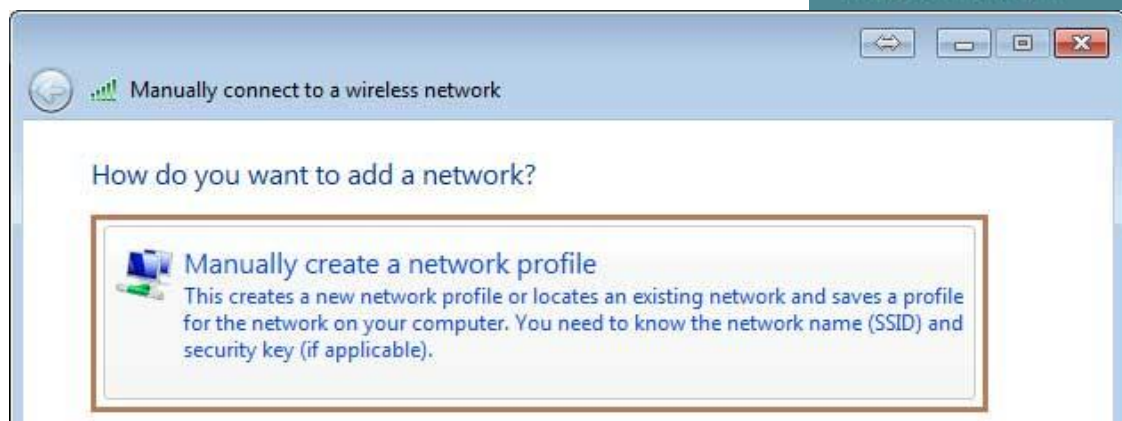 Manually connect to a wireless network
How do you want to add a network?
Manually create a network profile
This creates a new network profile or locates an existing network and saves a profile
for the network on your computer. You need to know the network name (SSID) and
security key (if applicable).